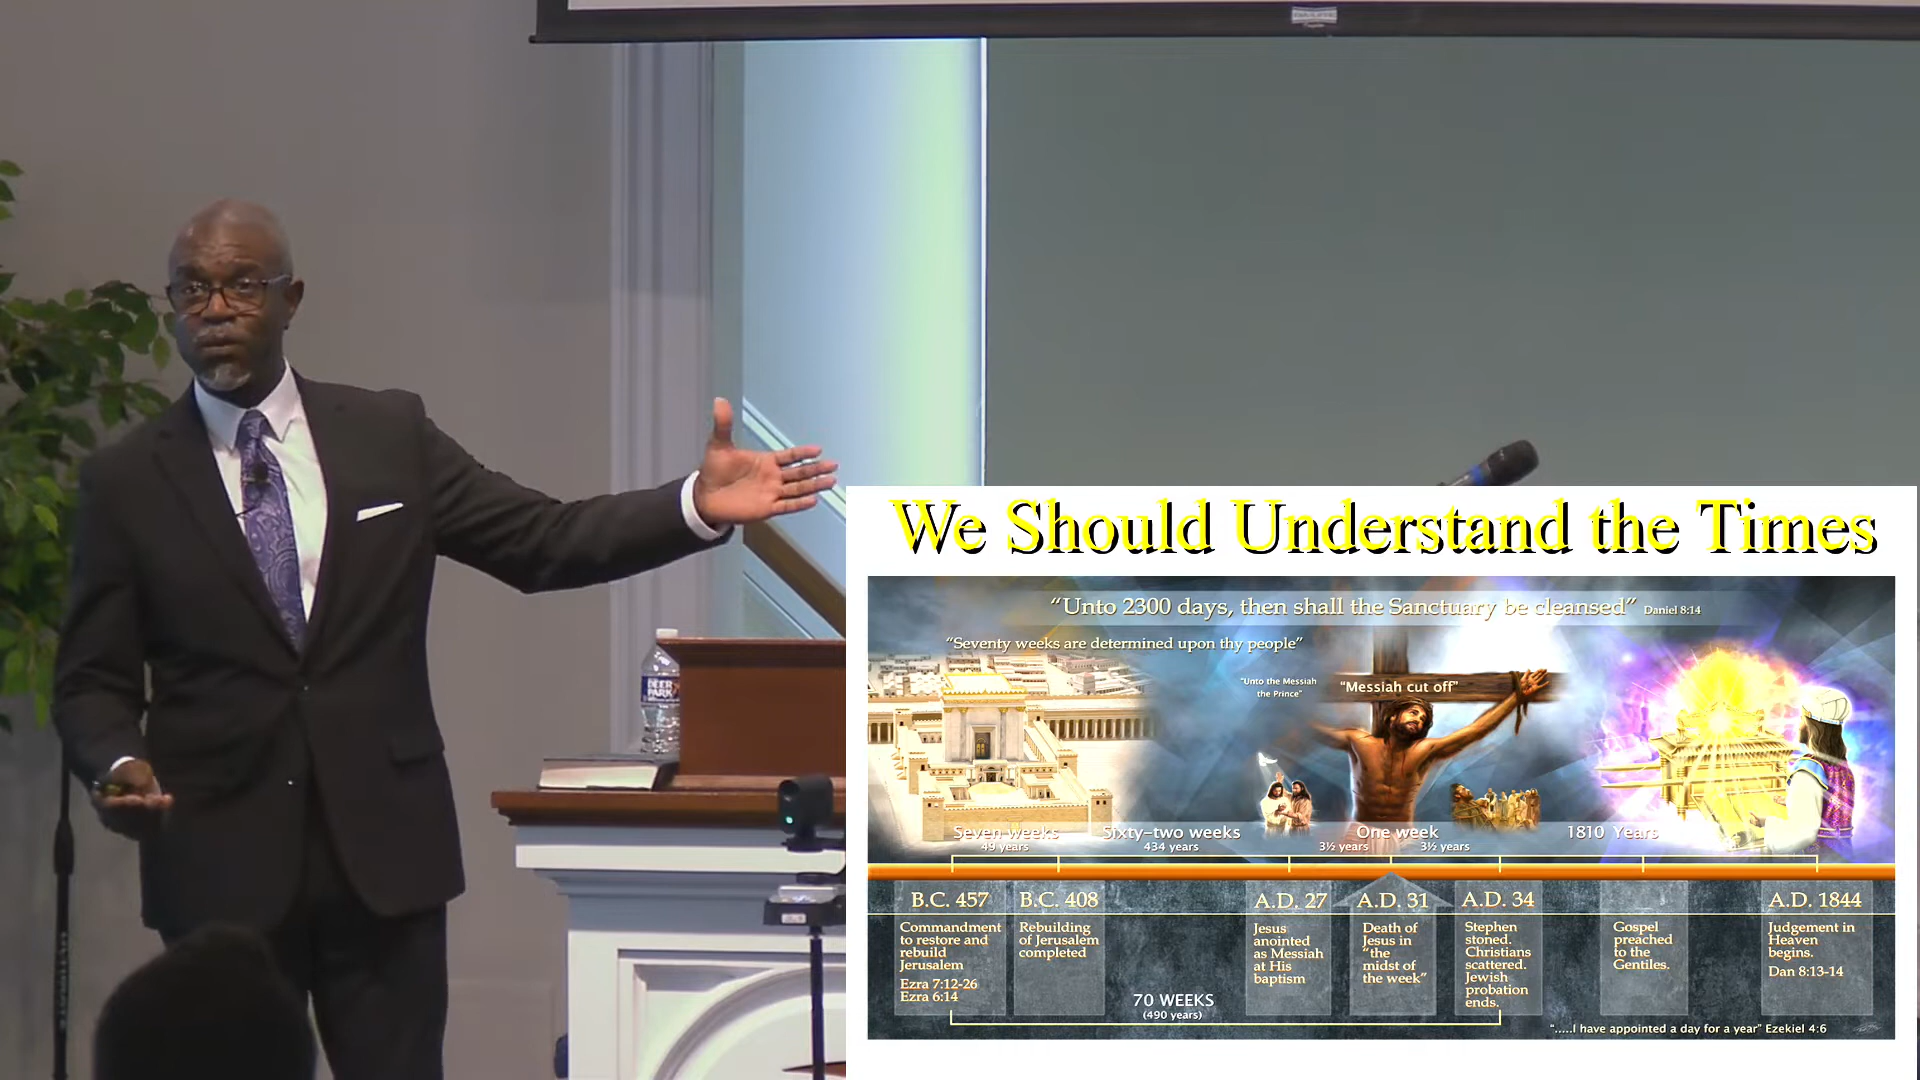 DEER
PARK
We Should Understand the Times
“Unto 2300 days, then shall the Sanctuary be cleansed” Daniel 8:14
“Seventy weeks are determined upon thy people”
“Unto the Messiah
the Prince”
“Messiah cut off”
Seven weeks
49 years
Sixty-two weeks
434 years
One week
3½ years
3½ years
1810 Years
B.C. 457
Commandment
to restore and
rebuild
Jerusalem
Ezra 7:12-26
Ezra 6:14
B.C. 408
Rebuilding
of Jerusalem
completed
A.D. 27
Jesus
anointed
as Messiah
at His
baptism
A.D. 31
Death of
Jesus in
“the
midst of
the week”
A.D. 34
Stephen
stoned.
Christians
scattered.
Jewish
probation
ends.
Gospel
preached
to the
Gentiles.
A.D. 1844
Judgement in
Heaven
begins.
Dan 8:13-14
70 WEEKS
(490 years)
“.....I have appointed a day for a year” Ezekiel 4:6